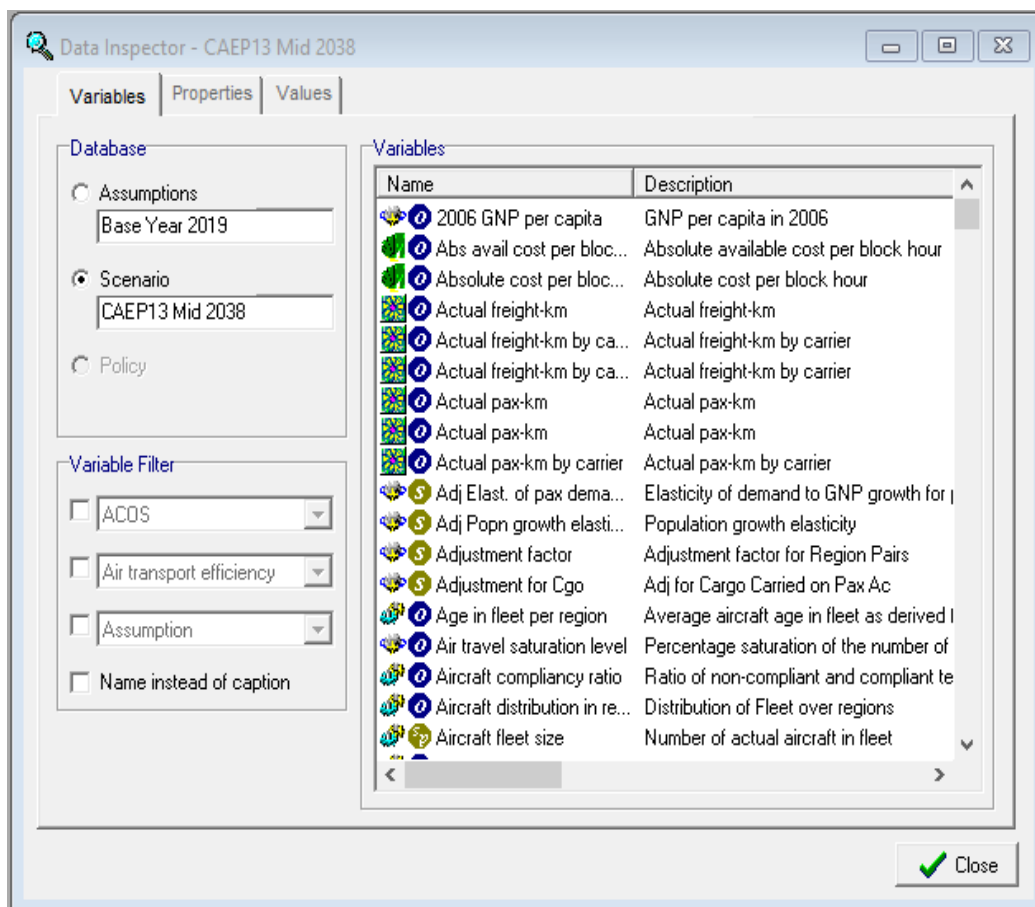 Data Inspector - CAEP13 Mid 2038
Variables Properties Values
Database
Assumptions
Base Year 2019
Scenario
CAEP13 Mid 2038
Policy
Variable Filter
ACOS
Air transport efficiency
Assumption
Name instead of caption
Variables
Name Description
2006 GNP per capita GNP per capita in 2006
Abs avail cost per bloc... Absolute available cost per block hour
Absolute cost per bloc... Absolute cost per block hour
Actual freight-km Actual freight-km
Actual freight-km by ca... Actual freight-km by carrier
Actual freight-km by ca... Actual freight-km by carrier
Actual pax-km Actual pax-km
Actual pax-km Actual pax-km
Actual pax-km by carrier Actual pax-km by carrier
Adj Elast. of pax dema... Elasticity of demand to GNP growth for
Adj Popn growth elasti... Population growth elasticity
Adjustment factor Adjustment factor for Region Pairs
Adjustment for Cgo Adj for Cargo Carried on Pax Ac
Age in fleet per region Average aircraft age in fleet as derived
Air travel saturation level Percentage saturation of the number of
Aircraft compliancy ratio Ratio of non-compliant and compliant te
Aircraft distribution in re... Distribution of Fleet over regions
Aircraft fleet size Number of actual aircraft in fleet
Close